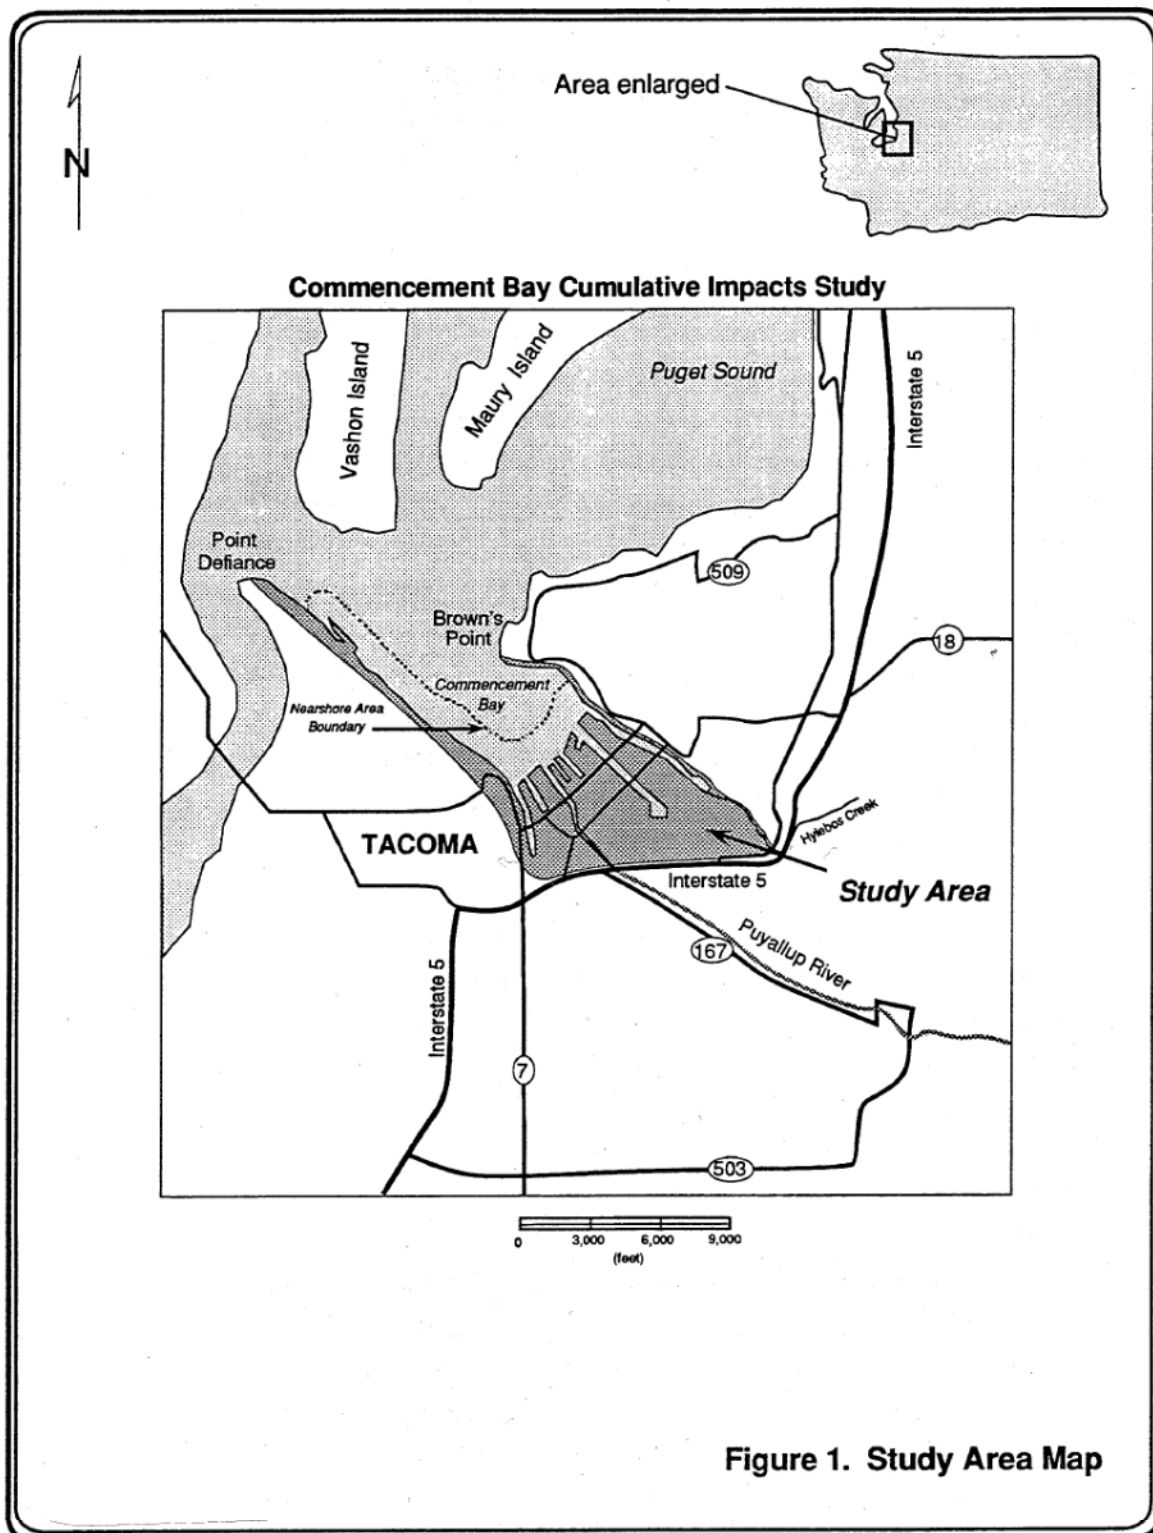 Area enlarged
N
Commencement Bay Cumulative Impacts Study
Vashon Island
Maury Island
Puget Sound
Interstate 5
Point
Defiance
509
Brown's
Point
18
Commencement
Bay
Nearshore Area
Boundary
Hylebos Creek
TACOMA
Interstate 5
Study Area
Puyallup River
167
Interstate 5
7
503
0 3,000 6,000 9,000
(feet)
Figure 1. Study Area Map